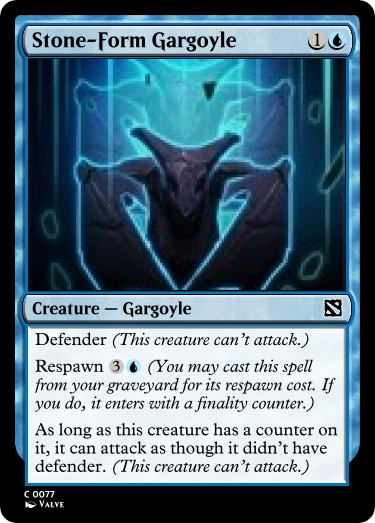 Stone-Form Gargoyle 1
Creature — Gargoyle
Defender (This creature can't attack.)
Respawn 3 (You may cast this spell
from your graveyard for its respawn cost. If
you do, it enters with a finality counter.)
As long as this creature has a counter on
it, it can attack as though it didn't have
defender. (This creature can't attack.)
C 0077
Valve